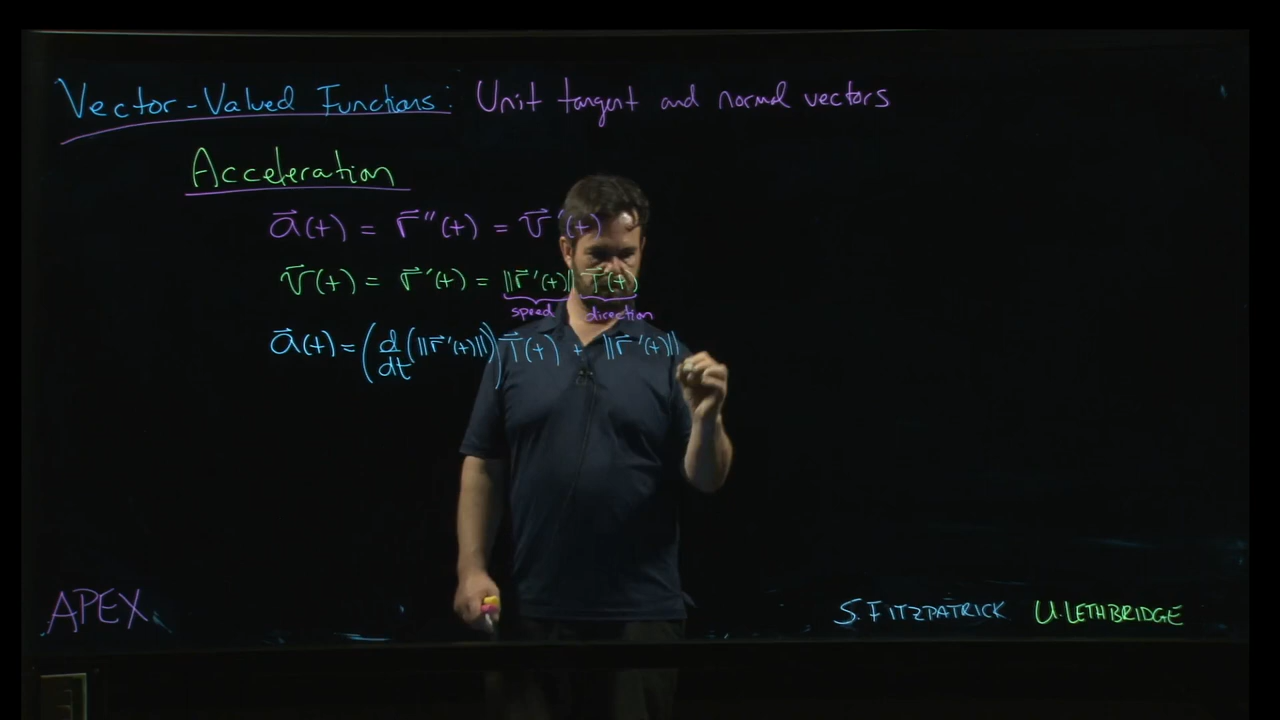 Vector-Valued Functions: Unit tangent and normal vectors
Acceleration
a⃗(t) = r⃗''(t) = v⃗'(t)
v⃗(t) = r⃗'(t) = ||r⃗'(t)|| T⃗(t)
speed direction
a⃗(t) = (d/dt(||r⃗'(t)||)) T⃗(t) + ||r⃗'(t)||
APEX
S. FITZPATRICK U. LETHBRIDGE